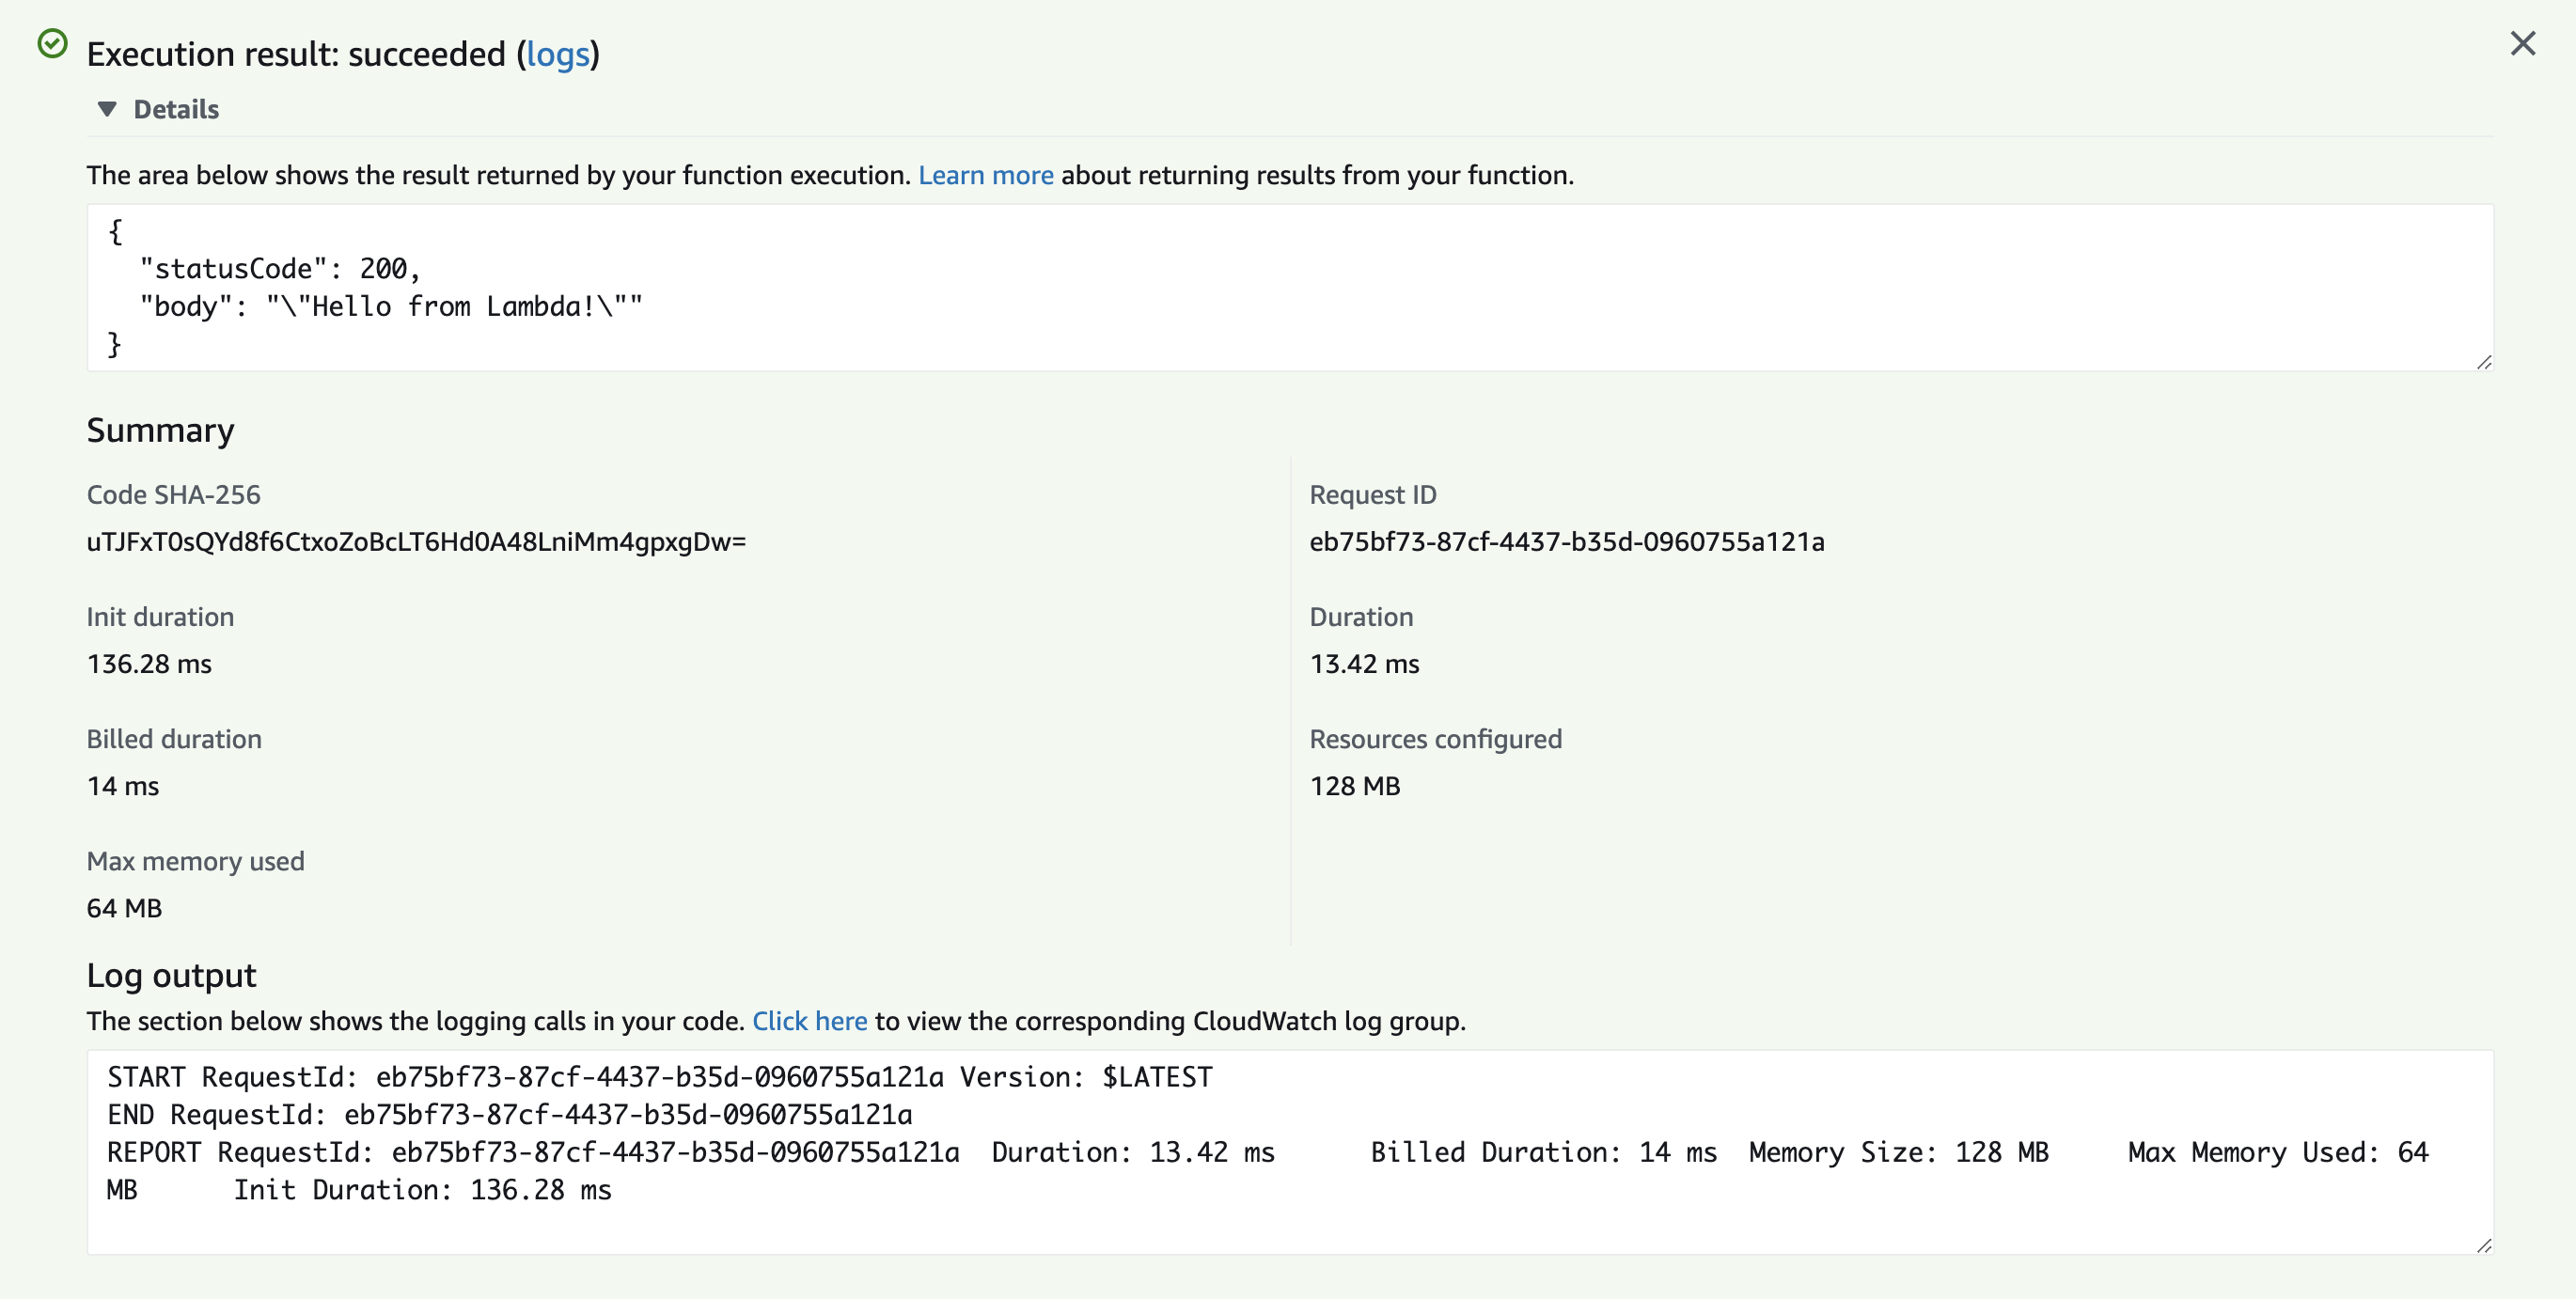 Execution result: succeeded (logs)
Details
The area below shows the result returned by your function execution. Learn more about returning results from your function.
{
  "statusCode": 200,
  "body": "\"Hello from Lambda!\""
}
Summary
Code SHA-256
uTJFxT0sQYd8f6CtxoZoBcLT6Hd0A48LniMm4gpxgDw=
Request ID
eb75bf73-87cf-4437-b35d-0960755a121a
Init duration
136.28 ms
Duration
13.42 ms
Billed duration
14 ms
Resources configured
128 MB
Max memory used
64 MB
Log output
The section below shows the logging calls in your code. Click here to view the corresponding CloudWatch log group.
START RequestId: eb75bf73-87cf-4437-b35d-0960755a121a Version: $LATEST
END RequestId: eb75bf73-87cf-4437-b35d-0960755a121a
REPORT RequestId: eb75bf73-87cf-4437-b35d-0960755a121a  Duration: 13.42 ms      Billed Duration: 14 ms  Memory Size: 128 MB     Max Memory Used: 64
MB      Init Duration: 136.28 ms